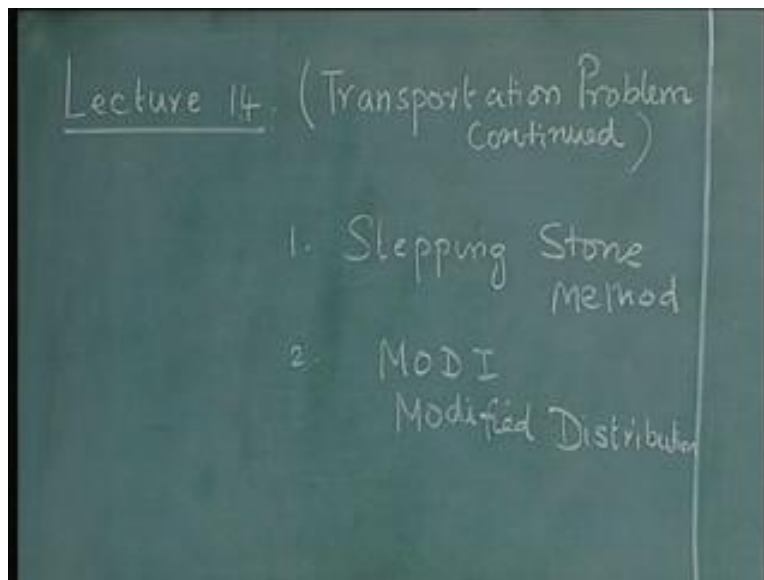 Lecture 14. (Transportation Problem
Continued)
1. Stepping Stone
Method
2. MODI
Modified Distribution